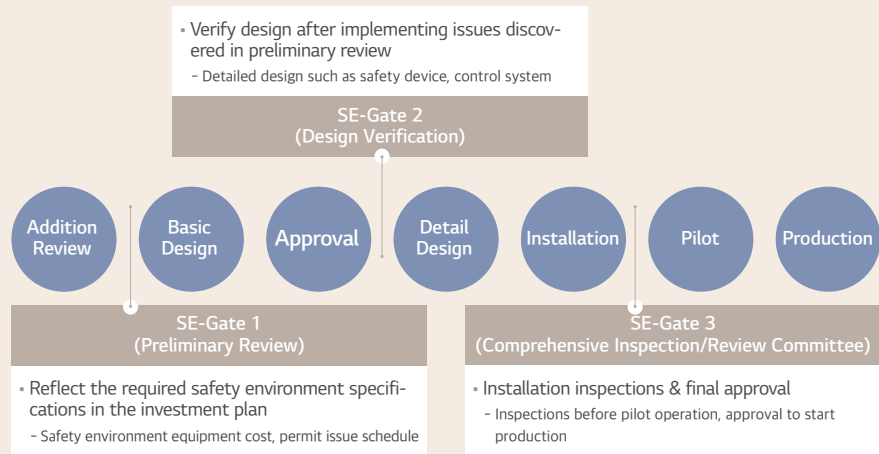 • Verify design after implementing issues discov-
ered in preliminary review
– Detailed design such as safety device, control system
SE-Gate 2
(Design Verification)
Addition
Review
Basic
Design
Approval
Detail
Design
Installation
Pilot
Production
SE-Gate 1
(Preliminary Review)
• Reflect the required safety environment specifi-
cations in the investment plan
– Safety environment equipment cost, permit issue schedule
SE-Gate 3
(Comprehensive Inspection/Review Committee)
• Installation inspections & final approval
– Inspections before pilot operation, approval to start
production